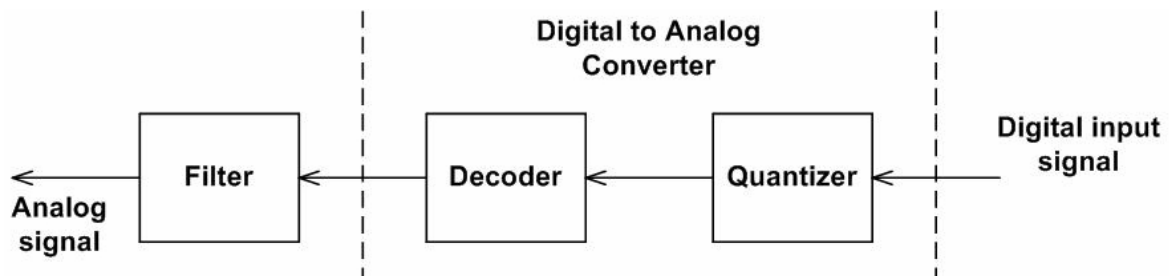 Digital to Analog
Converter
Digital input
signal
Filter
Decoder
Quantizer
Analog
signal